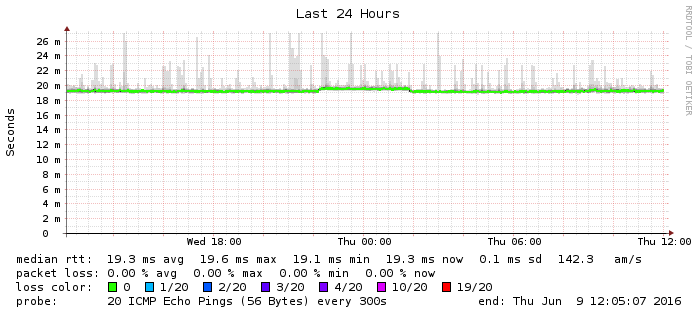 Last 24 Hours
RRDTOOL / TOBI OETIKER
Seconds
26 m
24 m
22 m
20 m
18 m
16 m
14 m
12 m
10 m
8 m
6 m
4 m
2 m
0
Wed 18:00 Thu 00:00 Thu 06:00 Thu 12:00
median rtt: 19.3 ms avg 19.6 ms max 19.1 ms min 19.3 ms now 0.1 ms sd 142.3 am/s
packet loss: 0.00 % avg 0.00 % max 0.00 % min 0.00 % now
loss color: 0 1/20 2/20 3/20 4/20 10/20 19/20
probe: 20 ICMP Echo Pings (56 Bytes) every 300s end: Thu Jun 9 12:05:07 2016